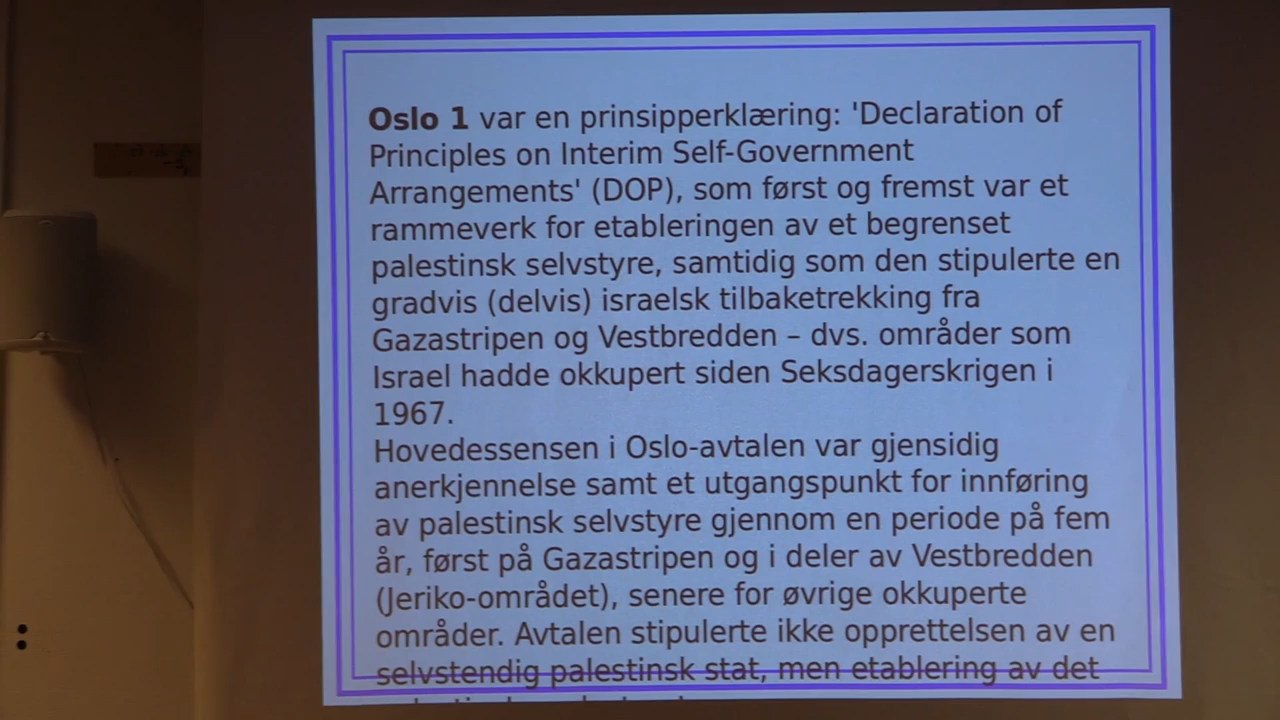 Oslo 1 var en prinsipperklæring: 'Declaration of
Principles on Interim Self-Government
Arrangements' (DOP), som først og fremst var et
rammeverk for etableringen av et begrenset
palestinsk selvstyre, samtidig som den stipulerte en
gradvis (delvis) israelsk tilbaketrekking fra
Gazastripen og Vestbredden – dvs. områder som
Israel hadde okkupert siden Seksdagerskrigen i
1967.
Hovedessensen i Oslo-avtalen var gjensidig
anerkjennelse samt et utgangspunkt for innføring
av palestinsk selvstyre gjennom en periode på fem
år, først på Gazastripen og i deler av Vestbredden
(Jeriko-området), senere for øvrige okkuperte
områder. Avtalen stipulerte ikke opprettelsen av en
selvstendig palestinsk stat, men etablering av det